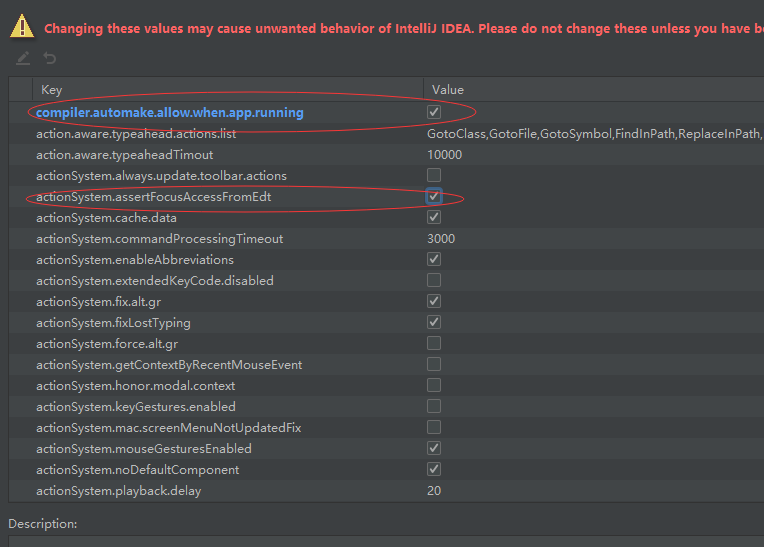 Changing these values may cause unwanted behavior of IntelliJ IDEA. Please do not change these unless you have be
Key Value
compiler.automake.allow.when.app.running
action.aware.typeahead.actions.list GotoClass,GotoFile,GotoSymbol,FindInPath,ReplaceInPath,
action.aware.typeaheadTimout 10000
actionSystem.always.update.toolbar.actions
actionSystem.assertFocusAccessFromEdt
actionSystem.cache.data
actionSystem.commandProcessingTimeout 3000
actionSystem.enableAbbreviations
actionSystem.extendedKeyCode.disabled
actionSystem.fix.alt.gr
actionSystem.fixLostTyping
actionSystem.force.alt.gr
actionSystem.getContextByRecentMouseEvent
actionSystem.honor.modal.context
actionSystem.keyGestures.enabled
actionSystem.mac.screenMenuNotUpdatedFix
actionSystem.mouseGesturesEnabled
actionSystem.noDefaultComponent
actionSystem.playback.delay 20
Description: